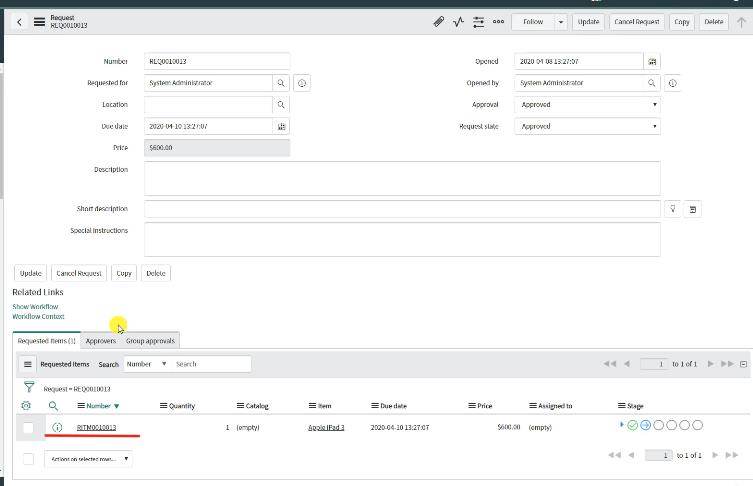 Request
REQ0010013
Follow
Update
Cancel Request
Copy
Delete
Number REQ0010013
Opened 2020-04-08 13:27:07
Requested for System Administrator
Opened by System Administrator
Location
Approval Approved
Due date 2020-04-10 13:27:07
Request state Approved
Price $600.00
Description
Short description
Special instructions
Update
Cancel Request
Copy
Delete
Related Links
Show Workflow
Workflow Context
Requested Items (1) Approvers Group approvals
Requested Items Search Number Search 1 to 1 of 1
Request = REQ0010013
Number Quantity Catalog Item Due date Price Assigned to Stage
RITM0010013 1 (empty) Apple iPad 3 2020-04-10 13:27:07 $600.00 (empty)
Actions on selected rows... 1 to 1 of 1